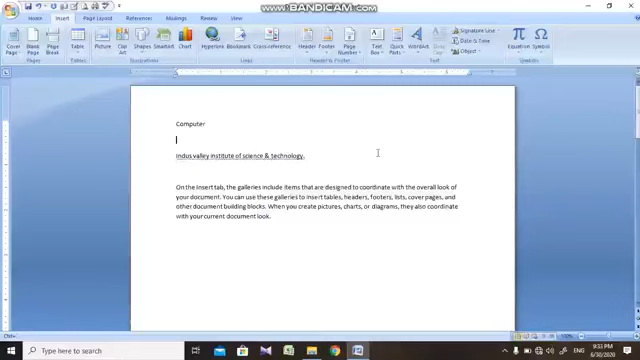 www.BANDICAM.com
Home Insert Page Layout References Mailings Review View
Cover Page Blank Page Page Break Table Picture Clip Art Shapes SmartArt Chart Hyperlink Bookmark Cross-reference Header Footer Page Number Text Box Quick Parts WordArt Drop Cap Signature Line Date & Time Object Equation Symbol
Pages Tables Illustrations Links Header & Footer Text Symbols
Computer
Indus valley institute of science & technology.
On the Insert tab, the galleries include items that are designed to coordinate with the overall look of
your document. You can use these galleries to insert tables, headers, footers, lists, cover pages, and
other document building blocks. When you create pictures, charts, or diagrams, they also coordinate
with your current document look.
Ctrl+
Type here to search
ENG
9:33 PM
6/30/2020